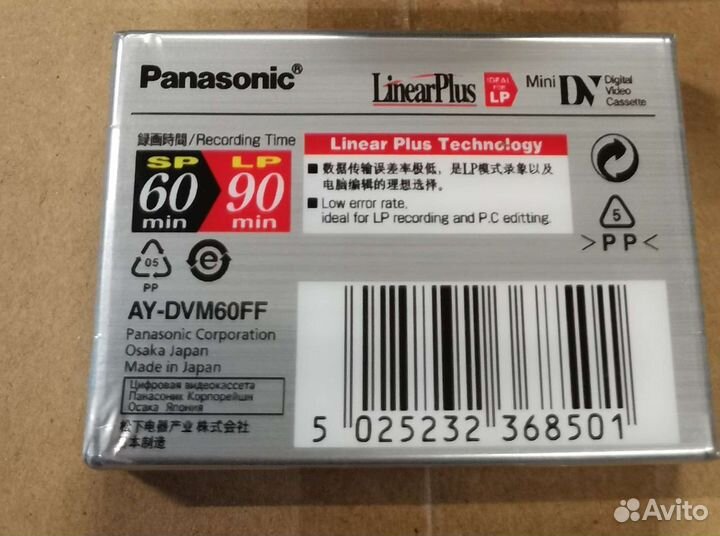 Panasonic®
LinearPlus IDEAL FOR LP Mini DV Digital Video Cassette
録画時間/Recording Time
SP 60 min LP 90 min
Linear Plus Technology
■ 数据传输误差率极低，是LP模式录象以及
电脑编辑的理想选择。
■ Low error rate,
ideal for LP recording and P.C editting.
5
>PP<
05
PP
e
AY-DVM60FF
Panasonic Corporation
Osaka Japan
Made in Japan
Цифровая видеокассета
Панасоник Корпорейшн
Осака Япония
松下电器产业 株式会社
日本制造
5 025232 368501
Avito